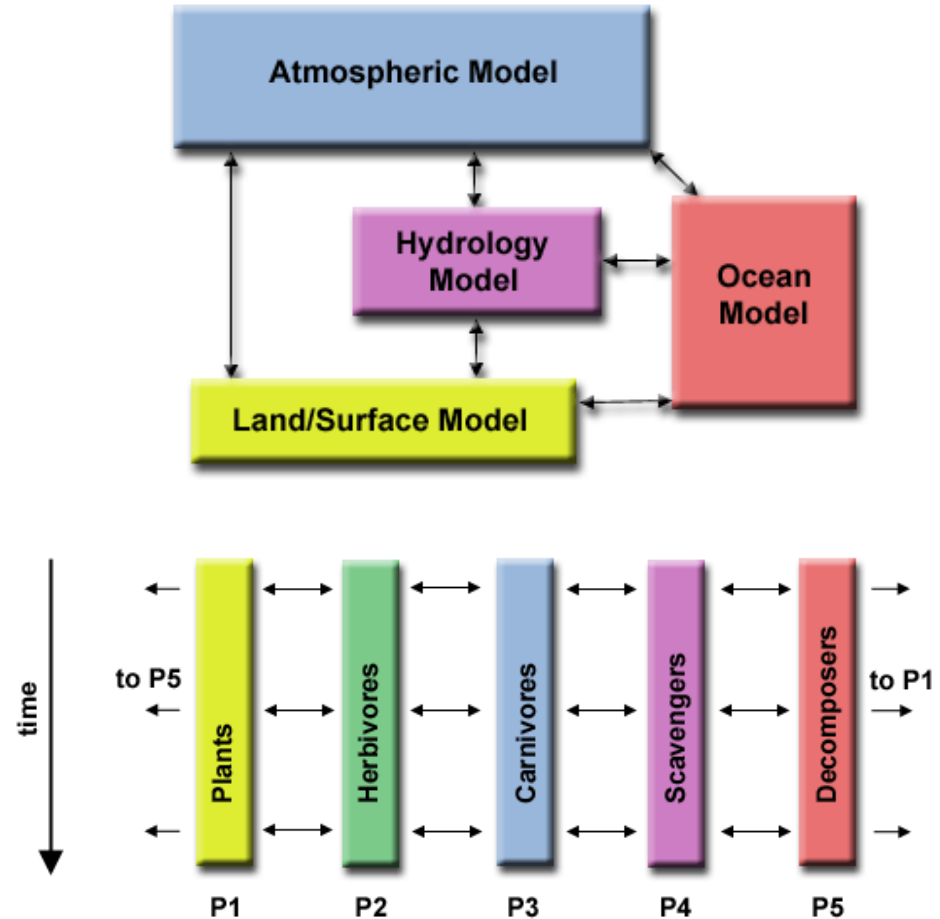 Atmospheric Model
Hydrology
Model
Ocean
Model
Land/Surface Model
time
to P5
Plants
Herbivores
Carnivores
Scavengers
Decomposers
to P1
P1
P2
P3
P4
P5